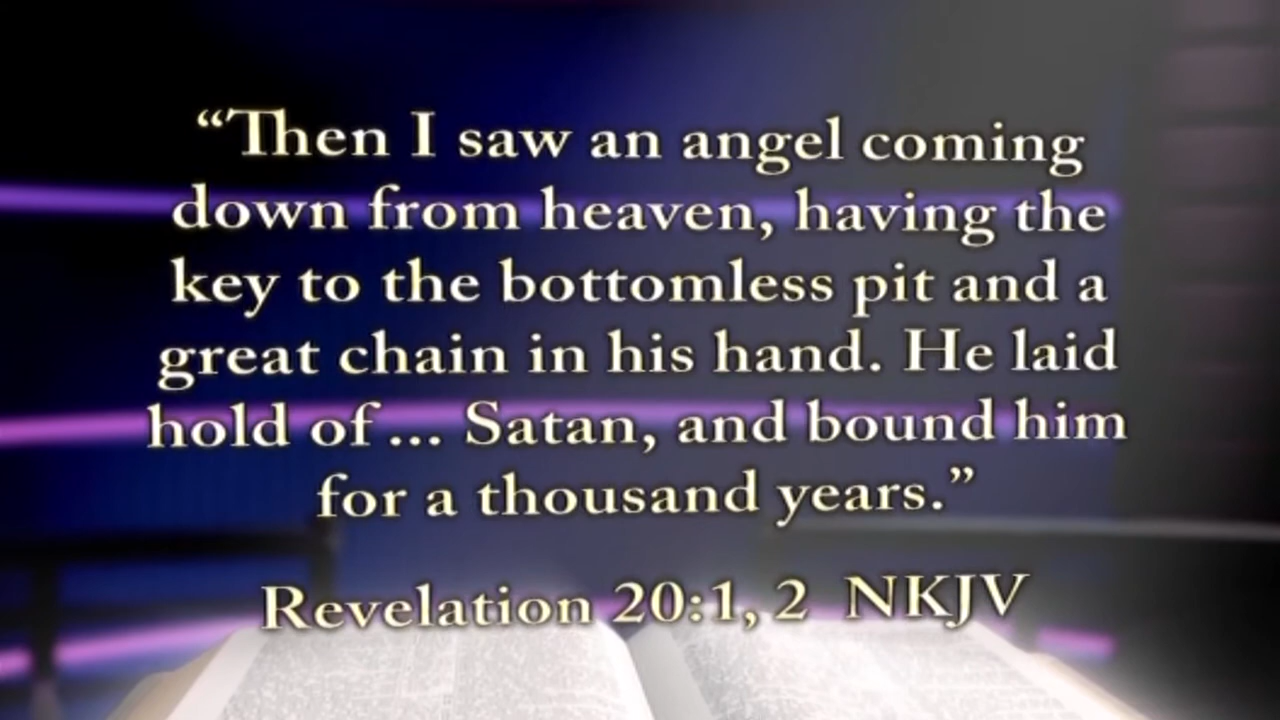 “Then I saw an angel coming
down from heaven, having the
key to the bottomless pit and a
great chain in his hand. He laid
hold of ... Satan, and bound him
for a thousand years.”
Revelation 20:1, 2 NKJV